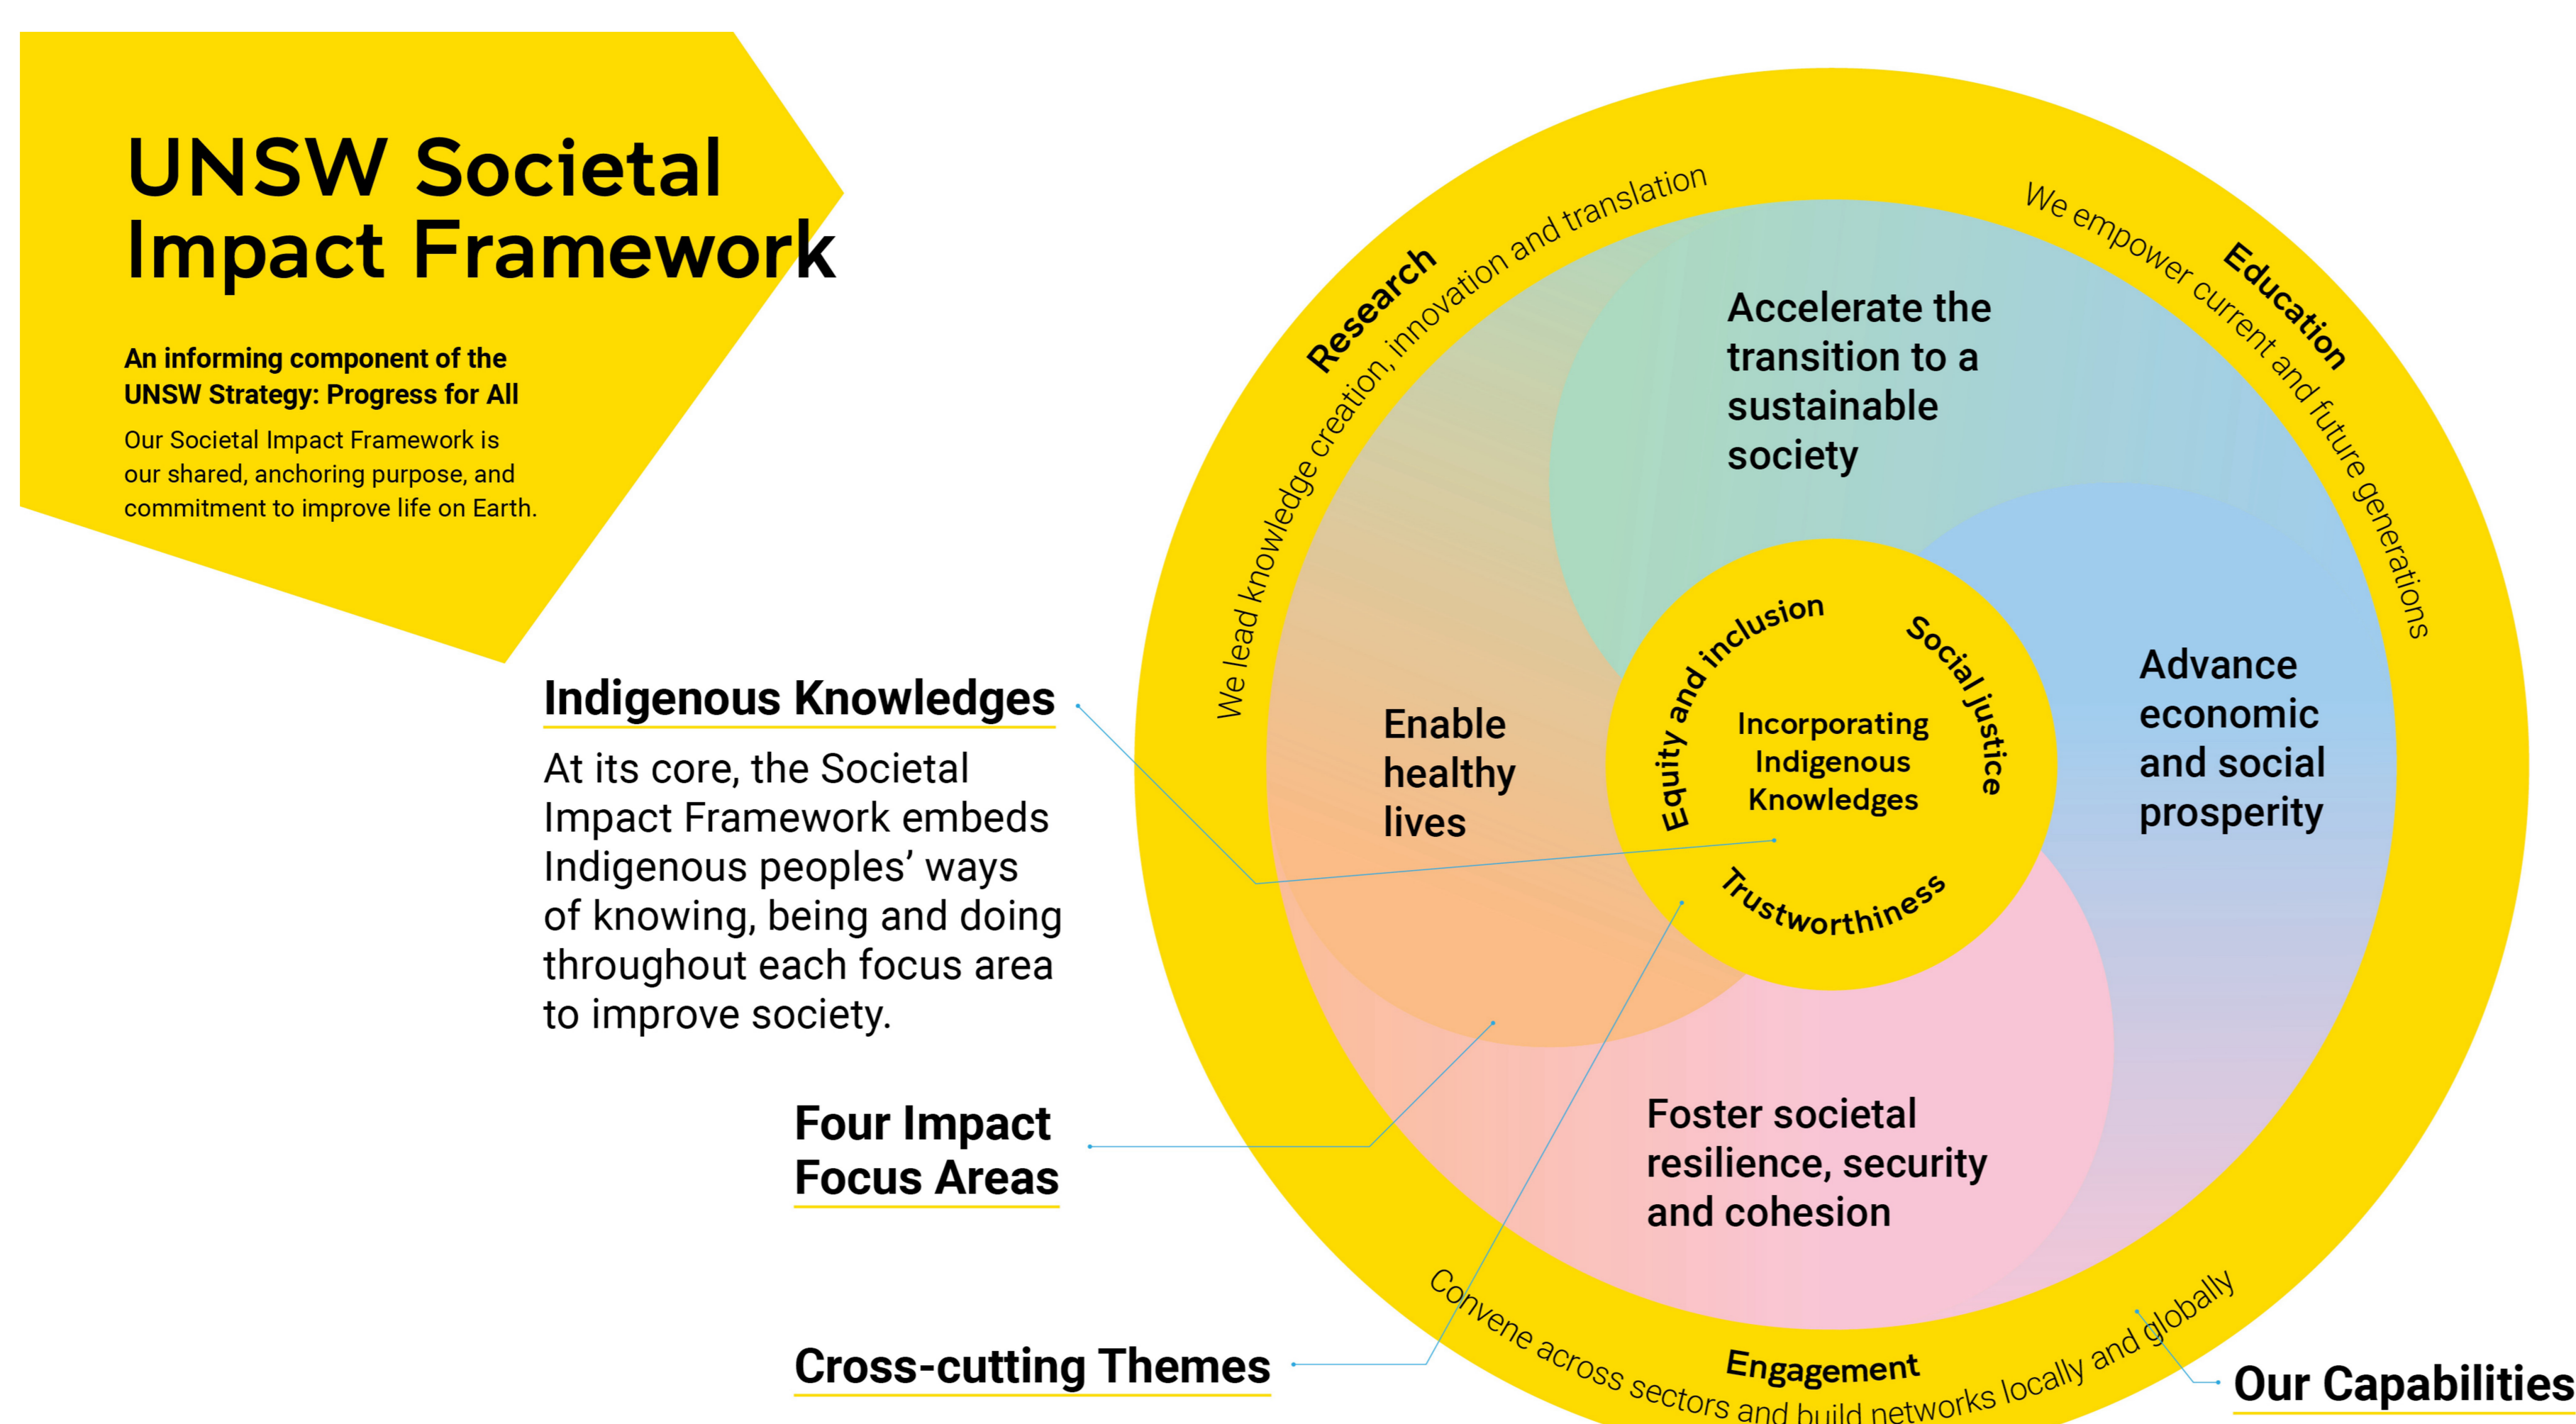 UNSW Societal
Impact Framework
An informing component of the
UNSW Strategy: Progress for All
Our Societal Impact Framework is
our shared, anchoring purpose, and
commitment to improve life on Earth.
Indigenous Knowledges
At its core, the Societal
Impact Framework embeds
Indigenous peoples’ ways
of knowing, being and doing
throughout each focus area
to improve society.
Four Impact
Focus Areas
Cross-cutting Themes
Research
We lead knowledge creation, innovation and translation
Education
We empower current and future generations
Accelerate the
transition to a
sustainable
society
Enable
healthy
lives
Equity and inclusion
Social justice
Incorporating
Indigenous
Knowledges
Trustworthiness
Advance
economic
and social
prosperity
Foster societal
resilience, security
and cohesion
Engagement
Convene across sectors and build networks locally and globally
Our Capabilities